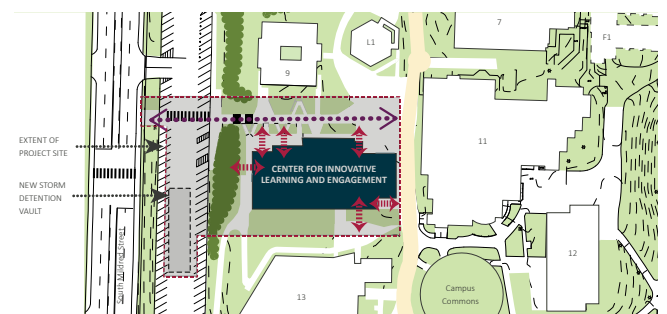 7
F1
L1
9
EXTENT OF
PROJECT SITE
11
CENTER FOR INNOVATIVE
LEARNING AND ENGAGEMENT
NEW STORM
DETENTION
VAULT
South Mildred Street
12
Campus
Commons
13